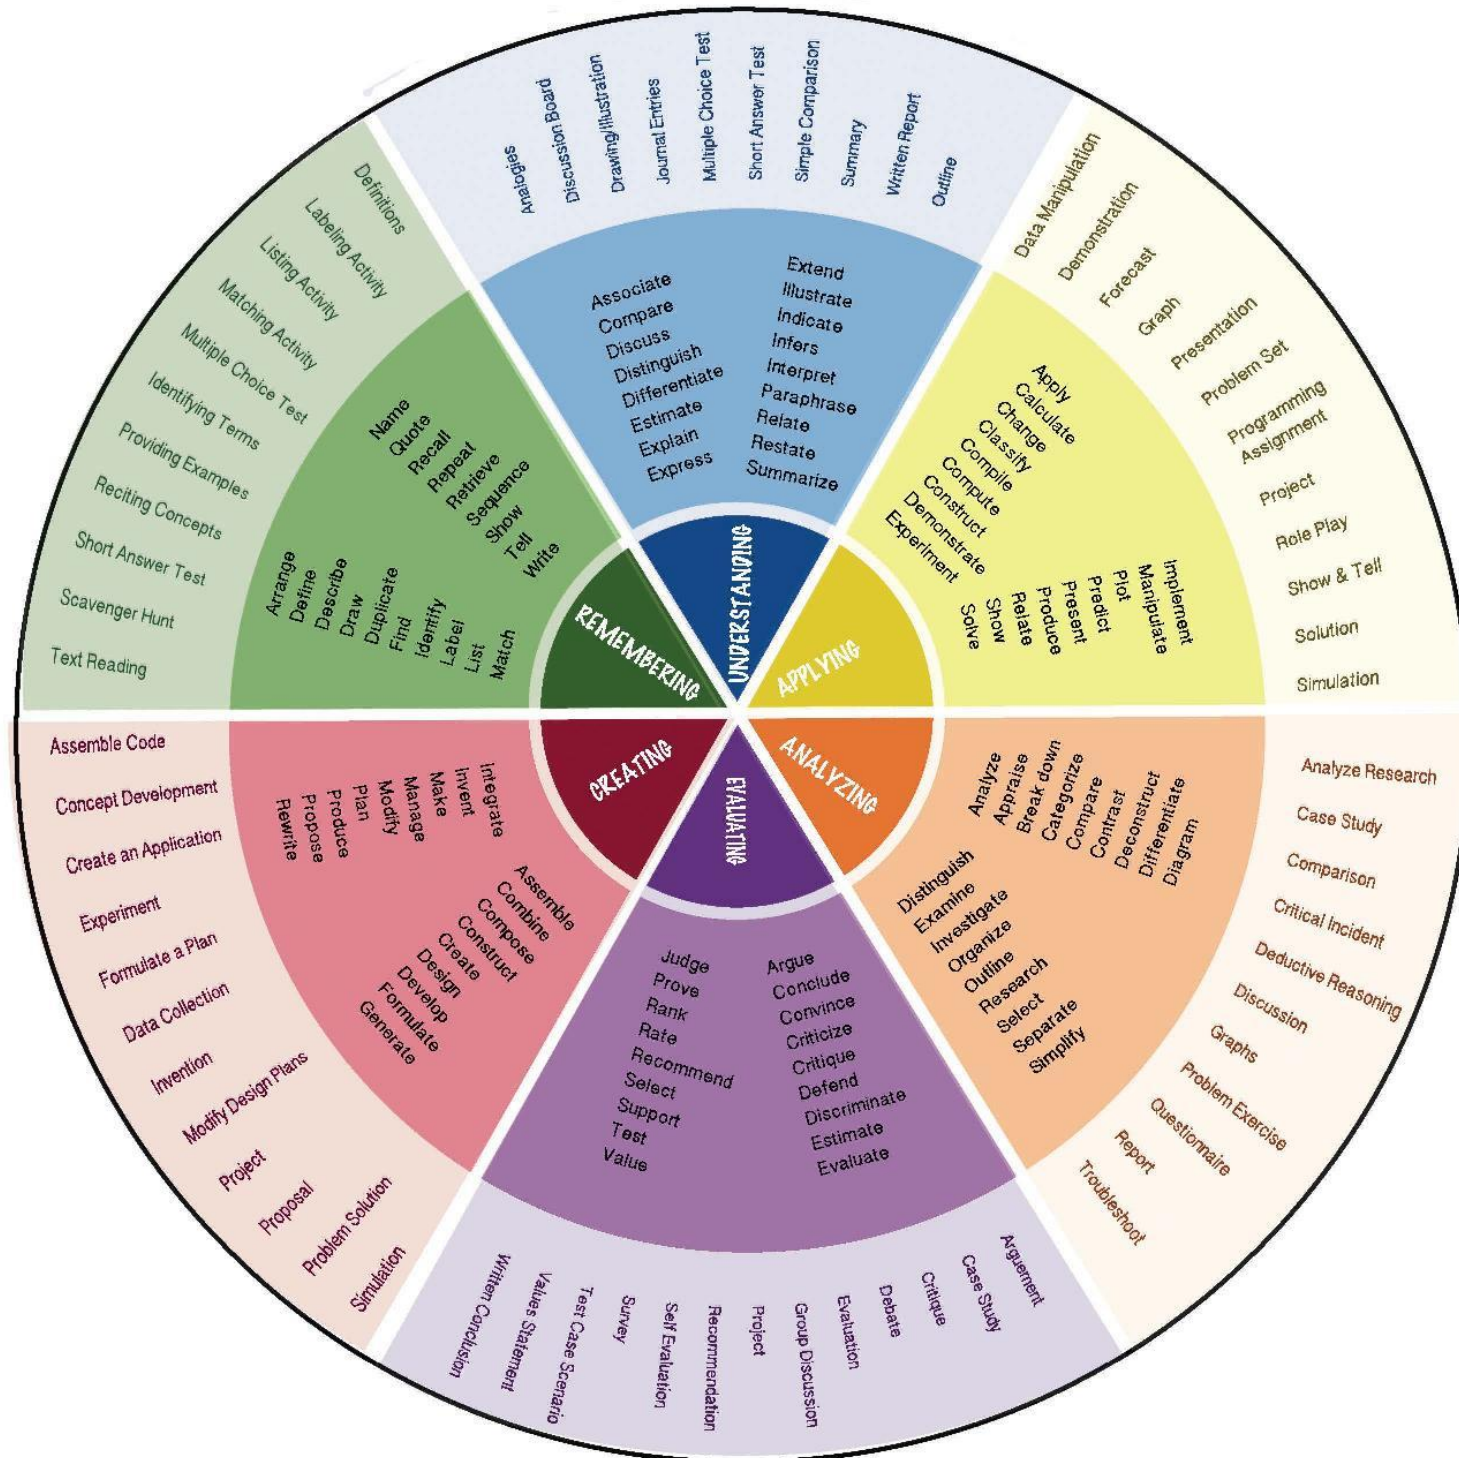 REMEMBERING
Name
Quote
Recall
Repeat
Retrieve
Sequence
Show
Tell
Write
Arrange
Define
Describe
Draw
Duplicate
Find
Identify
Label
List
Match
Definitions
Labeling Activity
Listing Activity
Matching Activity
Multiple Choice Test
Identifying Terms
Providing Examples
Reciting Concepts
Short Answer Test
Scavenger Hunt
Text Reading
UNDERSTANDING
Associate
Compare
Discuss
Distinguish
Differentiate
Estimate
Explain
Express
Extend
Illustrate
Indicate
Infers
Interpret
Paraphrase
Relate
Restate
Summarize
Analogies
Discussion Board
Drawing/Illustration
Journal Entries
Multiple Choice Test
Short Answer Test
Simple Comparison
Summary
Written Report
Outline
APPLYING
Apply
Calculate
Change
Classify
Compile
Compute
Construct
Demonstrate
Experiment
Implement
Manipulate
Plot
Predict
Present
Produce
Relate
Show
Solve
Data Manipulation
Demonstration
Forecast
Graph
Presentation
Problem Set
Programming
Assignment
Project
Role Play
Show & Tell
Solution
Simulation
ANALYZING
Analyze
Appraise
Break down
Categorize
Compare
Contrast
Deconstruct
Differentiate
Diagram
Distinguish
Examine
Investigate
Organize
Outline
Research
Select
Separate
Simplify
Analyze Research
Case Study
Comparison
Critical Incident
Deductive Reasoning
Discussion
Graphs
Problem Exercise
Questionnaire
Report
Troubleshoot
EVALUATING
Argue
Conclude
Convince
Criticize
Critique
Defend
Discriminate
Estimate
Evaluate
Judge
Prove
Rank
Rate
Recommend
Select
Support
Test
Value
Arguement
Case Study
Critique
Debate
Evaluation
Group Discussion
Project
Recommendation
Self Evaluation
Survey
Test Case Scenario
Values Statement
Written Conclusion
CREATING
Assemble
Combine
Compose
Construct
Create
Design
Develop
Formulate
Generate
Integrate
Invent
Make
Manage
Modify
Plan
Produce
Propose
Rewrite
Assemble Code
Concept Development
Create an Application
Experiment
Formulate a Plan
Data Collection
Invention
Modify Design Plans
Project
Proposal
Problem Solution
Simulation